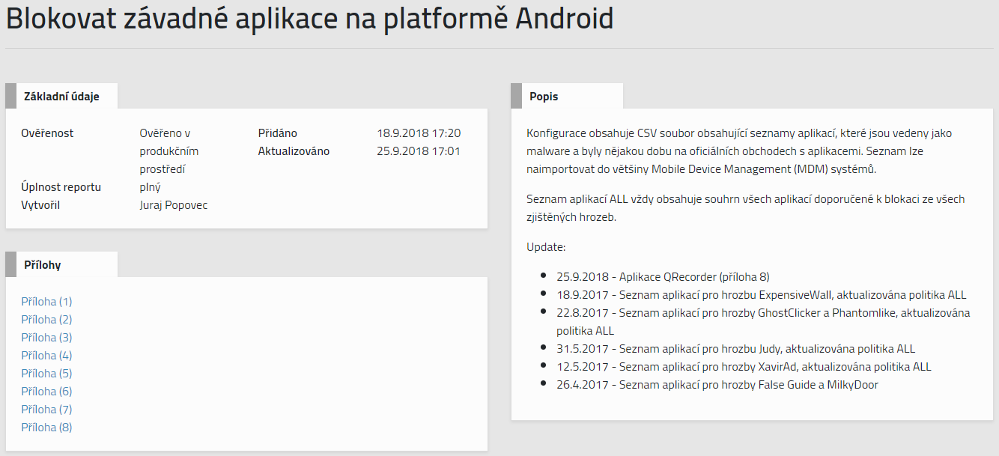 Blokovat závadné aplikace na platformě Android
Základní údaje
Ověřenost Ověřeno v Přidáno 18.9.2018 17:20
produkčním Aktualizováno 25.9.2018 17:01
prostředí
Úplnost reportu plný
Vytvořil Juraj Popovec
Přílohy
Příloha (1)
Příloha (2)
Příloha (3)
Příloha (4)
Příloha (5)
Příloha (6)
Příloha (7)
Příloha (8)
Popis
Konfigurace obsahuje CSV soubor obsahující seznamy aplikací, které jsou vedeny jako
malware a byly nějakou dobu na oficiálních obchodech s aplikacemi. Seznam lze
naimportovat do většiny Mobile Device Management (MDM) systémů.
Seznam aplikací ALL vždy obsahuje souhrn všech aplikací doporučené k blokaci ze všech
zjištěných hrozeb.
Update:
• 25.9.2018 - Aplikace QRecorder (příloha 8)
• 18.9.2017 - Seznam aplikací pro hrozbu ExpensiveWall, aktualizována politika ALL
• 22.8.2017 - Seznam aplikací pro hrozby GhostClicker a Phantomlike, aktualizována
politika ALL
• 31.5.2017 - Seznam aplikací pro hrozbu Judy, aktualizována politika ALL
• 12.5.2017 - Seznam aplikací pro hrozby XavirAd, aktualizována politika ALL
• 26.4.2017 - Seznam aplikací pro hrozby False Guide a MilkyDoor